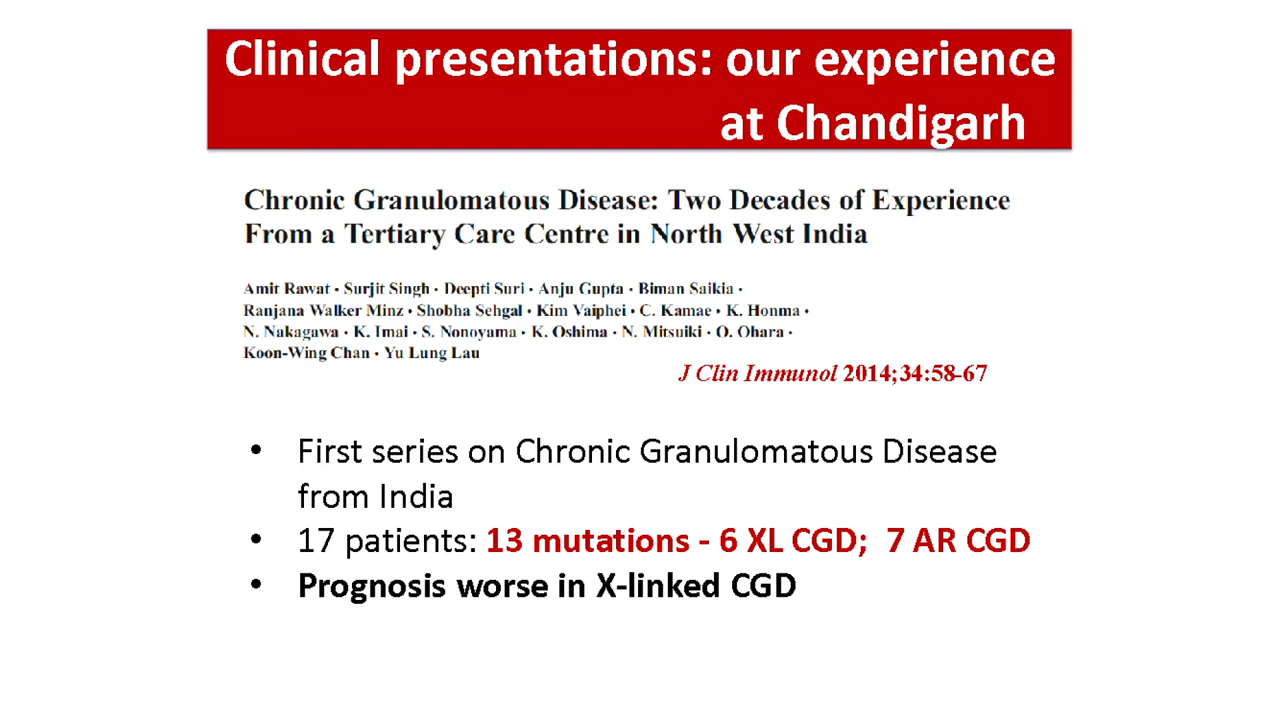 Clinical presentations: our experience
at Chandigarh
Chronic Granulomatous Disease: Two Decades of Experience
From a Tertiary Care Centre in North West India
Amit Rawat · Surjit Singh · Deepti Suri · Anju Gupta · Biman Saikia ·
Ranjana Walker Minz · Shobha Sehgal · Kim Vaiphei · C. Kamae · K. Honma ·
N. Nakagawa · K. Imai · S. Nonoyama · K. Oshima · N. Mitsuiki · O. Ohara ·
Koon-Wing Chan · Yu Lung Lau
J Clin Immunol 2014;34:58-67
• First series on Chronic Granulomatous Disease
from India
• 17 patients: 13 mutations - 6 XL CGD; 7 AR CGD
• Prognosis worse in X-linked CGD